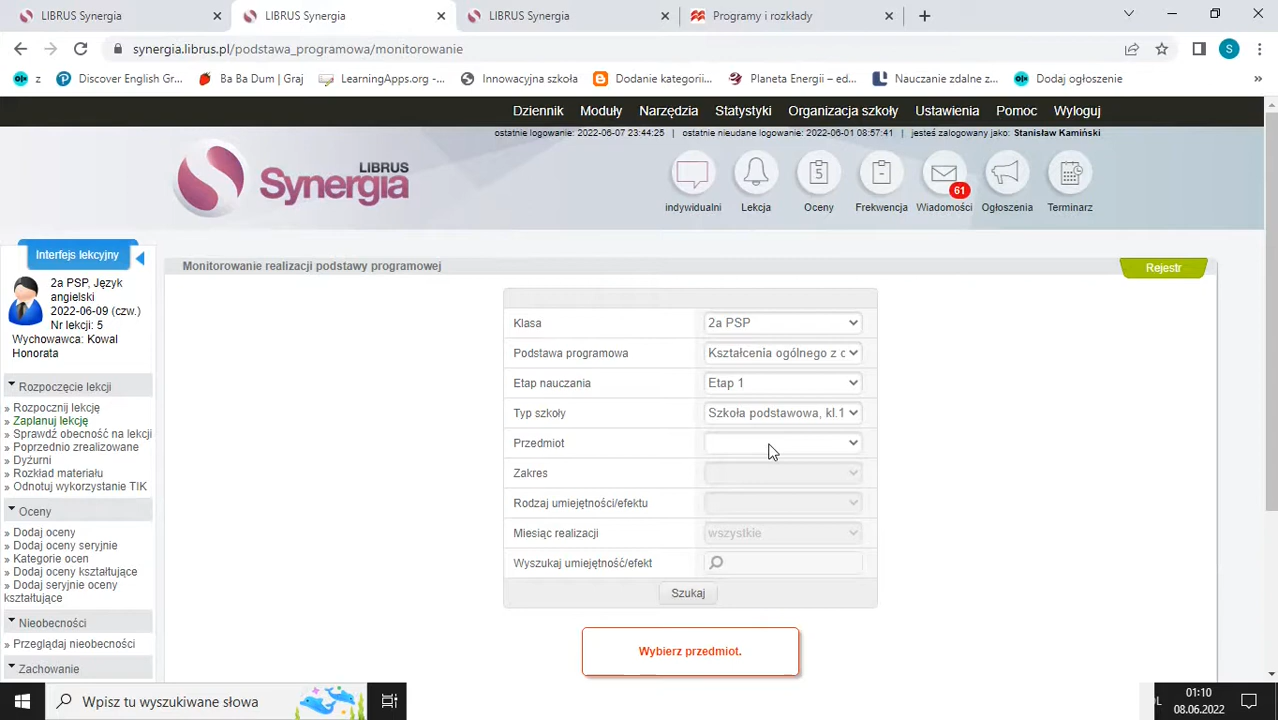 LIBRUS Synergia
LIBRUS Synergia
LIBRUS Synergia
Programy i rozkłady
synergia.librus.pl/podstawa_programowa/monitorowanie
S
z
Discover English Gr...
Ba Ba Dum | Graj
LearningApps.org -...
Innowacyjna szkoła
Dodanie kategorii...
Planeta Energii – ed...
Nauczanie zdalne z...
Dodaj ogłoszenie
»
Dziennik Moduły Narzędzia Statystyki Organizacja szkoły Ustawienia Pomoc Wyloguj
ostatnie logowanie: 2022-06-07 23:44:25 | ostatnie nieudane logowanie: 2022-06-01 08:57:41 | jesteś zalogowany jako: Stanisław Kamiński
LIBRUS
Synergia
5
61
indywidualni Lekcja Oceny Frekwencja Wiadomości Ogłoszenia Terminarz
Interfejs lekcyjny
2a PSP, Język
angielski
2022-06-09 (czw.)
Nr lekcji: 5
Wychowawca: Kowal
Honorata
Rozpoczęcie lekcji
» Rozpocznij lekcję
» Zaplanuj lekcję
» Sprawdź obecność na lekcji
» Poprzednio zrealizowane
» Dyżurni
» Rozkład materiału
» Odnotuj wykorzystanie TIK
Oceny
» Dodaj oceny
» Dodaj oceny seryjnie
» Kategorie ocen
» Dodaj oceny kształtujące
» Dodaj seryjnie oceny
kształtujące
Nieobecności
» Przeglądaj nieobecności
Zachowanie
Monitorowanie realizacji podstawy programowej
Rejestr
Klasa 2a PSP
Podstawa programowa Kształcenia ogólnego z c
Etap nauczania Etap 1
Typ szkoły Szkoła podstawowa, kl.1
Przedmiot
Zakres
Rodzaj umiejętności/efektu
Miesiąc realizacji wszystkie
Wyszukaj umiejętność/efekt
Szukaj
Wybierz przedmiot.
Wpisz tu wyszukiwane słowa
01:10
08.06.2022